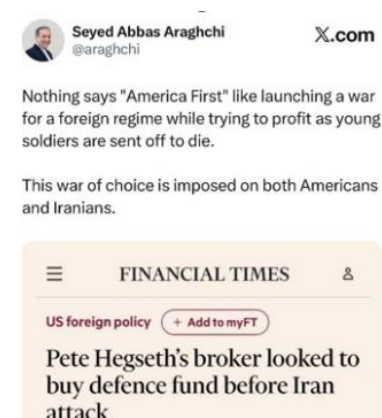 Seyed Abbas Araghchi
X.com
@araghchi
Nothing says "America First" like launching a war
for a foreign regime while trying to profit as young
soldiers are sent off to die.
This war of choice is imposed on both Americans
and Iranians.
FINANCIAL TIMES
US foreign policy
+ Add to myFT
Pete Hegseth's broker looked to
buy defence fund before Iran
attack